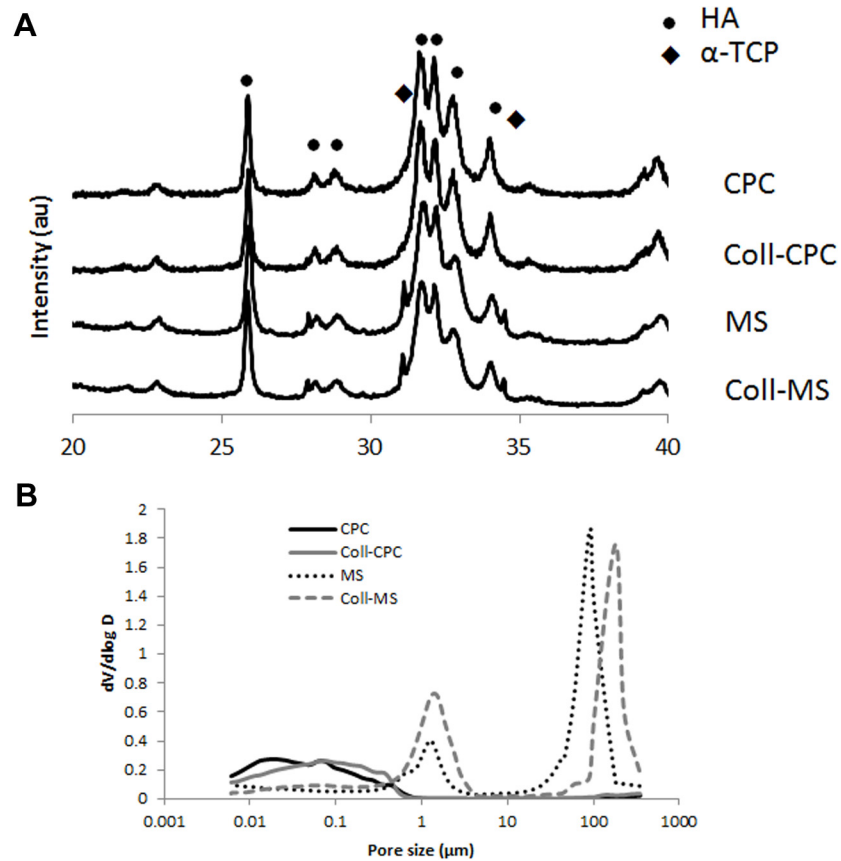 A
HA
α-TCP
CPC
Coll-CPC
MS
Coll-MS
Intensity (au)
20 25 30 35 40
B
2
1.8
1.6
1.4
1.2
1
0.8
0.6
0.4
0.2
0
dV/dlog D
CPC
Coll-CPC
MS
Coll-MS
0.001 0.01 0.1 1 10 100 1000
Pore size (μm)